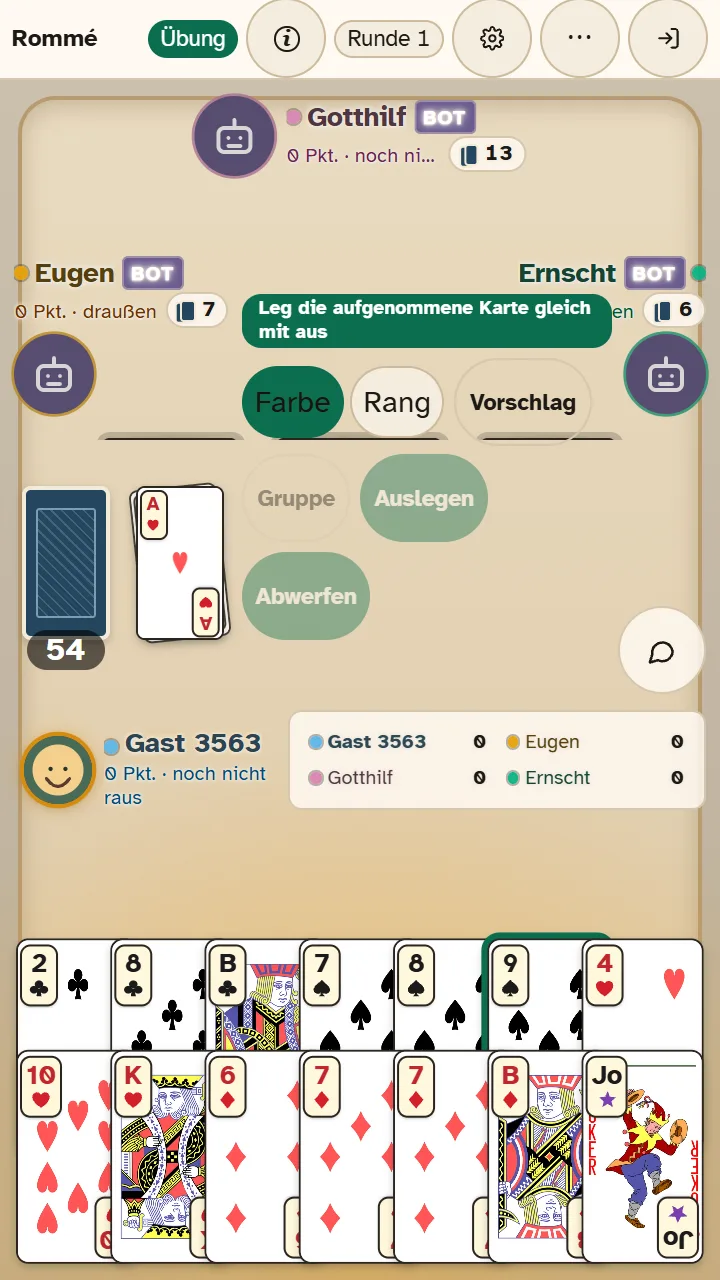 Rommé Übung Runde 1 ...
Gotthilf BOT
0 Pkt. · noch ni... 13
Eugen BOT
0 Pkt. · draußen 7
Ernscht BOT
en 6
Leg die aufgenommene Karte gleich
mit aus
Farbe Rang Vorschlag
Gruppe Auslegen
Abwerfen
A
A
54
Gast 3563
0 Pkt. · noch nicht
raus
Gast 3563 0 Eugen 0
Gotthilf 0 Ernscht 0
2 8 B 7 8 9 4
10 K 6 7 7 B Jo
JOKER
Jo